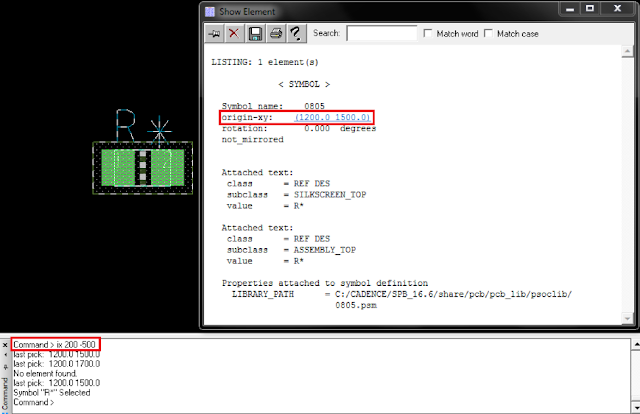 Show Element
Search:
Match word
Match case
LISTING: 1 element(s)
< SYMBOL >
Symbol name: 0805
origin-xy: (1200.0 1500.0)
rotation: 0.000 degrees
not_mirrored
Attached text:
class = REF DES
subclass = SILKSCREEN_TOP
value = R*
Attached text:
class = REF DES
subclass = ASSEMBLY_TOP
value = R*
Properties attached to symbol definition
LIBRARY_PATH = C:/CADENCE/SPB_16.6/share/pcb/pcb_lib/psoclib/
0805.psm
R*
1 2
Command > ix 200 -500
last pick: 1200.0 1500.0
last pick: 1200.0 1700.0
No element found.
last pick: 1200.0 1500.0
Symbol "R*" Selected
Command >
Command